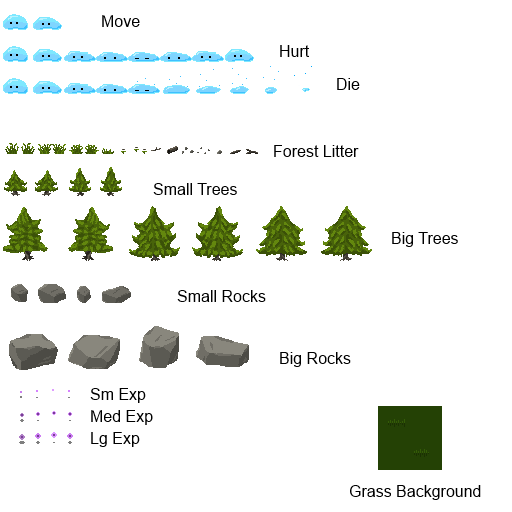 Move
Hurt
Die
Forest Litter
Small Trees
Big Trees
Small Rocks
Big Rocks
Sm Exp
Med Exp
Lg Exp
Grass Background